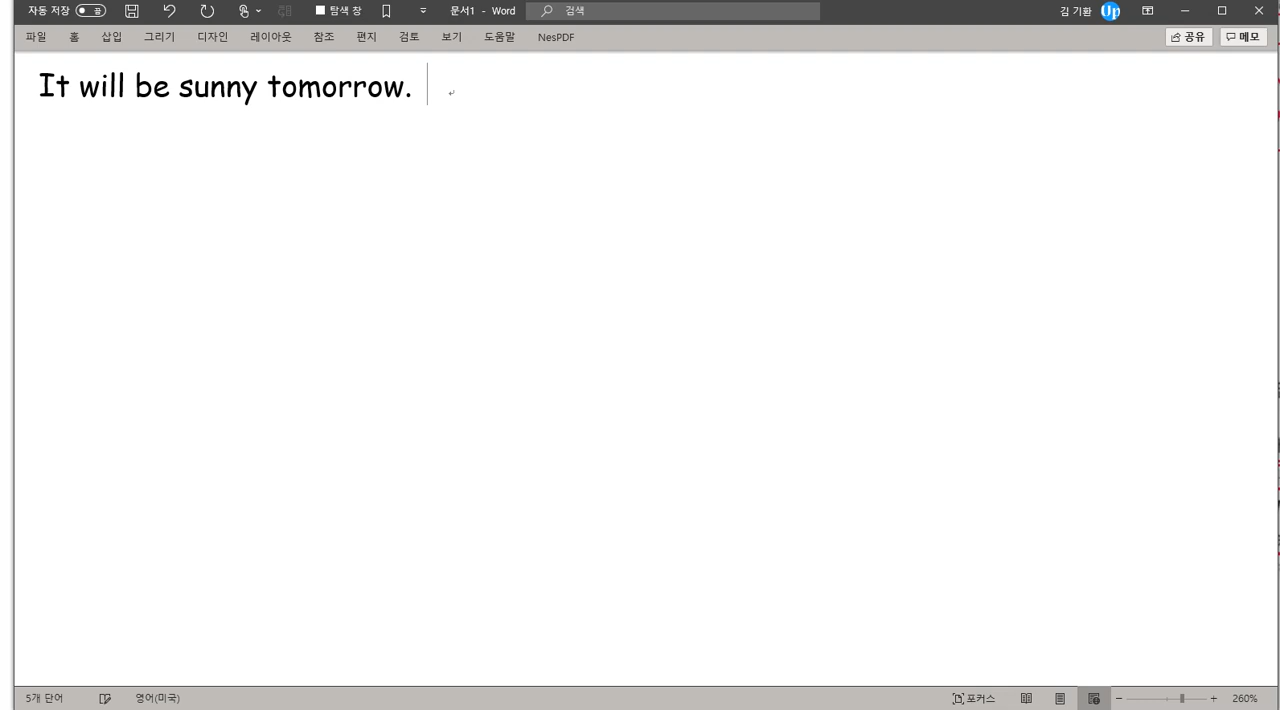 자동 저장 끔 탐색 창 문서1 - Word 검색 김 기환 Up
파일 홈 삽입 그리기 디자인 레이아웃 참조 편지 검토 보기 도움말 NesPDF 공유 메모
It will be sunny tomorrow.
5개 단어 영어(미국) 포커스 260%